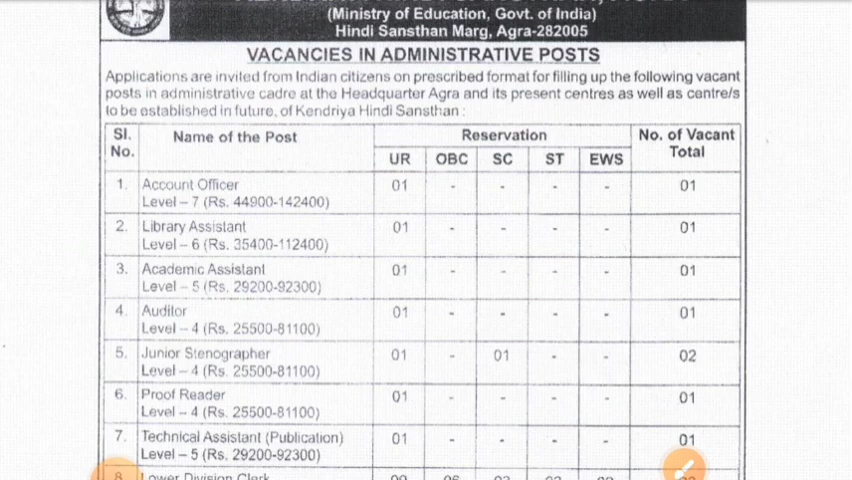 (Ministry of Education, Govt. of India)
Hindi Sansthan Marg, Agra-282005
VACANCIES IN ADMINISTRATIVE POSTS
Applications are invited from Indian citizens on prescribed format for filling up the following vacant
posts in administrative cadre at the Headquarter Agra and its present centres as well as centre/s
to be established in future, of Kendriya Hindi Sansthan :
Sl. No. Name of the Post Reservation No. of Vacant Total
UR OBC SC ST EWS
1. Account Officer 01 - - - - 01
Level – 7 (Rs. 44900-142400)
2. Library Assistant 01 - - - - 01
Level – 6 (Rs. 35400-112400)
3. Academic Assistant 01 - - - - 01
Level – 5 (Rs. 29200-92300)
4. Auditor 01 - - - - 01
Level – 4 (Rs. 25500-81100)
5. Junior Stenographer 01 - 01 - - 02
Level – 4 (Rs. 25500-81100)
6. Proof Reader 01 - - - - 01
Level – 4 (Rs. 25500-81100)
7. Technical Assistant (Publication) 01 - - - - 01
Level – 5 (Rs. 29200-92300)
8. Lower Division Clerk